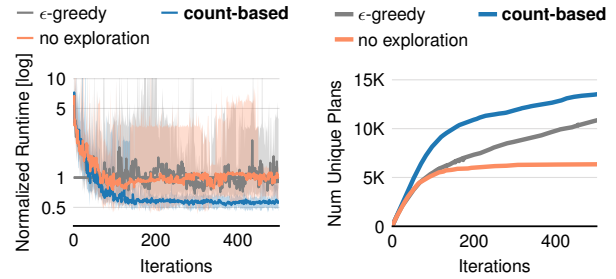 ϵ-greedy count-based
no exploration
Normalized Runtime [log]
10
5
1
0.5
0 200 400
Iterations
ϵ-greedy count-based
no exploration
Num Unique Plans
15K
10K
5K
0
0 200 400
Iterations